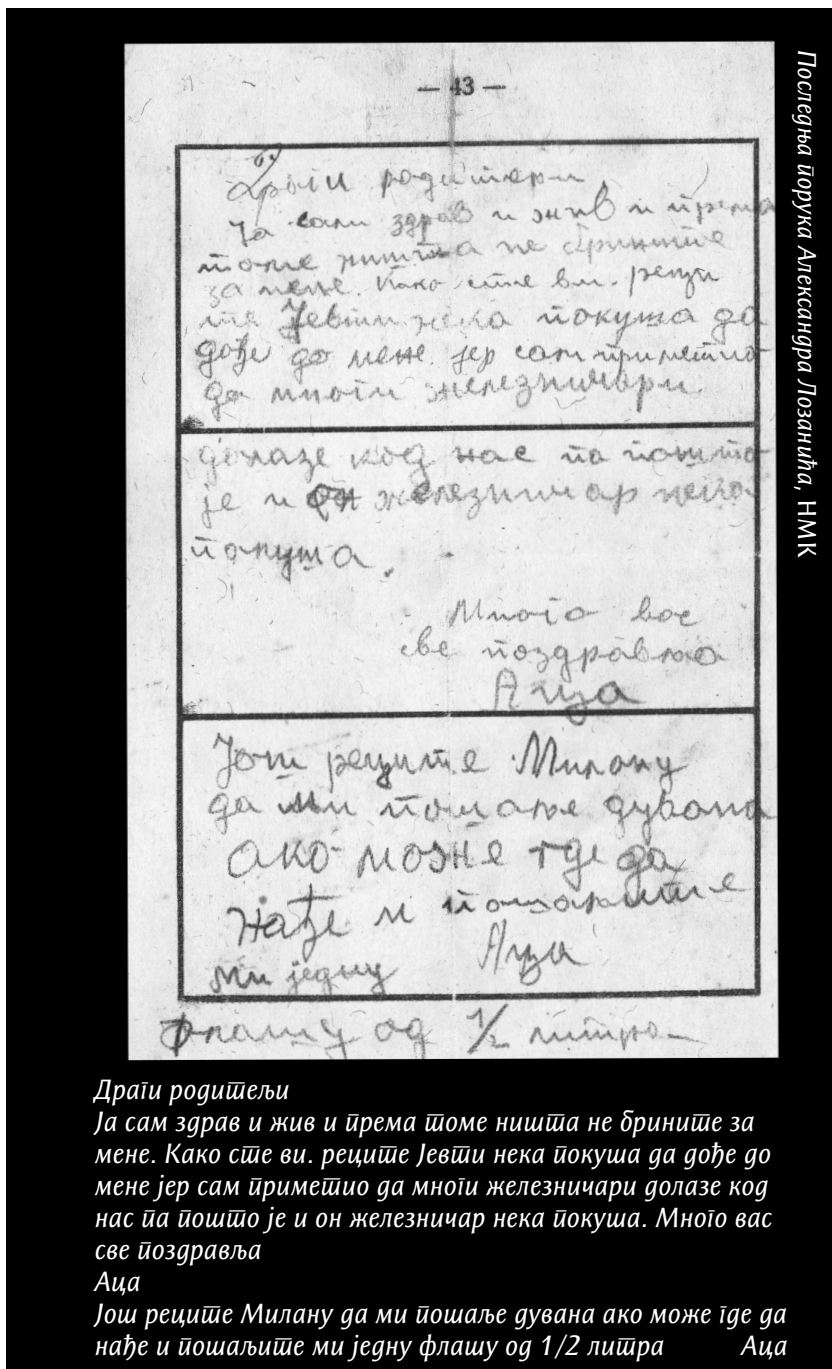 — 43 —
Драги родитељи
Ја сам здрав и жив и према
томе ништа не брините
за мене. Како сте ви. реци
те Јевти нека покуша да
дође до мене јер сам приметио
да многи железничари
долазе код нас па пошто
је и он железничар нека
покуша.
Много вас
све поздравља
Аца
Још реците Милану
да ми пошаље дувана
ако може где да
нађе и пошаљите
ми једну Аца
флашу од 1/2 литра
Последња порука Александра Лозанића, НМК
Драги родитељи
Ја сам здрав и жив и према томе ништа не брините за
мене. Како сте ви. реците Јевти нека покуша да дође до
мене јер сам приметио да многи железничари долазе код
нас па пошто је и он железничар нека покуша. Много вас
све поздравља
Аца
Још реците Милану да ми пошаље дувана ако може где да
нађе и пошаљите ми једну флашу од 1/2 литра Аца